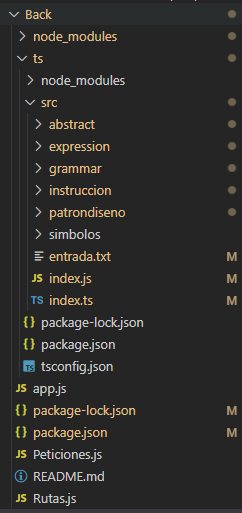 Back
node_modules
ts
node_modules
src
abstract
expression
grammar
instruccion
patrondiseno
simbolos
entrada.txt M
JS index.js M
TS index.ts M
{} package-lock.json
{} package.json
TS tsconfig.json
JS app.js
{} package-lock.json M
{} package.json M
JS Peticiones.js
README.md
JS Rutas.js